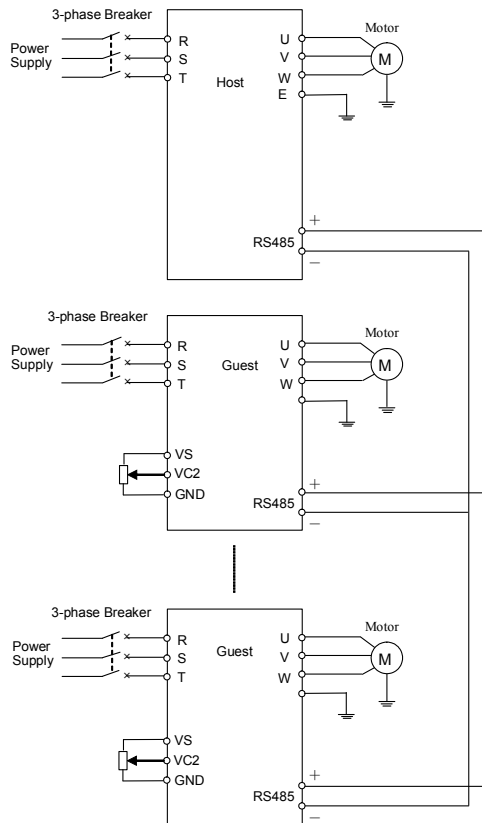 3-phase Breaker
Power
Supply
R
S
T
Host
U
V
W
E
Motor
M
RS485
+
−
3-phase Breaker
Power
Supply
R
S
T
Guest
U
V
W
Motor
M
VS
VC2
GND
RS485
+
−
3-phase Breaker
Power
Supply
R
S
T
Guest
U
V
W
Motor
M
VS
VC2
GND
RS485
+
−